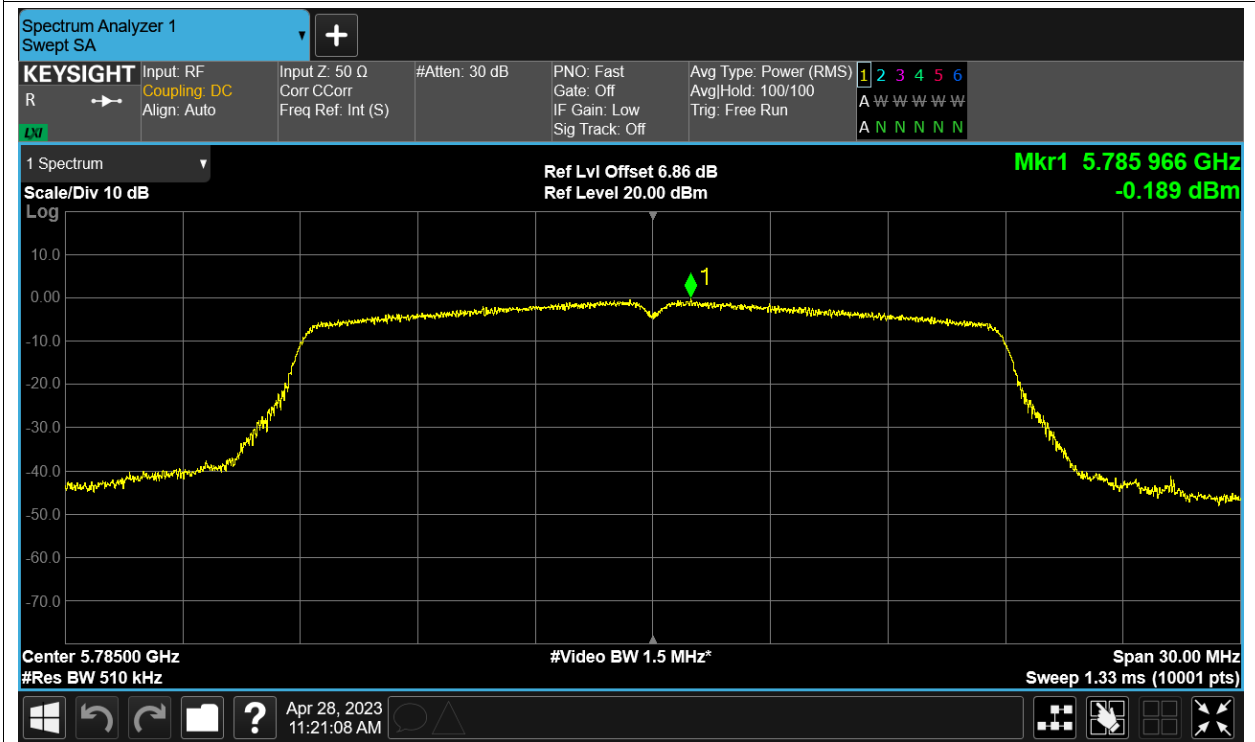 Spectrum Analyzer 1
Swept SA
+
KEYSIGHT Input: RF Input Z: 50 Ω #Atten: 30 dB PNO: Fast Avg Type: Power (RMS) 1 2 3 4 5 6
R Coupling: DC Corr CCorr Gate: Off Avg|Hold: 100/100 A W W W W W
Align: Auto Freq Ref: Int (S) IF Gain: Low Trig: Free Run A N N N N N
LXI Sig Track: Off
1 Spectrum Ref Lvl Offset 6.86 dB Mkr1 5.785 966 GHz
Scale/Div 10 dB Ref Level 20.00 dBm -0.189 dBm
Log
10.0
1
0.00
-10.0
-20.0
-30.0
-40.0
-50.0
-60.0
-70.0
Center 5.78500 GHz #Video BW 1.5 MHz* Span 30.00 MHz
#Res BW 510 kHz Sweep 1.33 ms (10001 pts)
? Apr 28, 2023
11:21:08 AM